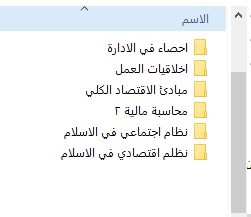 الاسم
احصاء في الادارة
اخلاقيات العمل
مبادئ الاقتصاد الكلي
محاسبة مالية ٢
نظام اجتماعي في الاسلام
نظلم اقتصادي في الاسلام